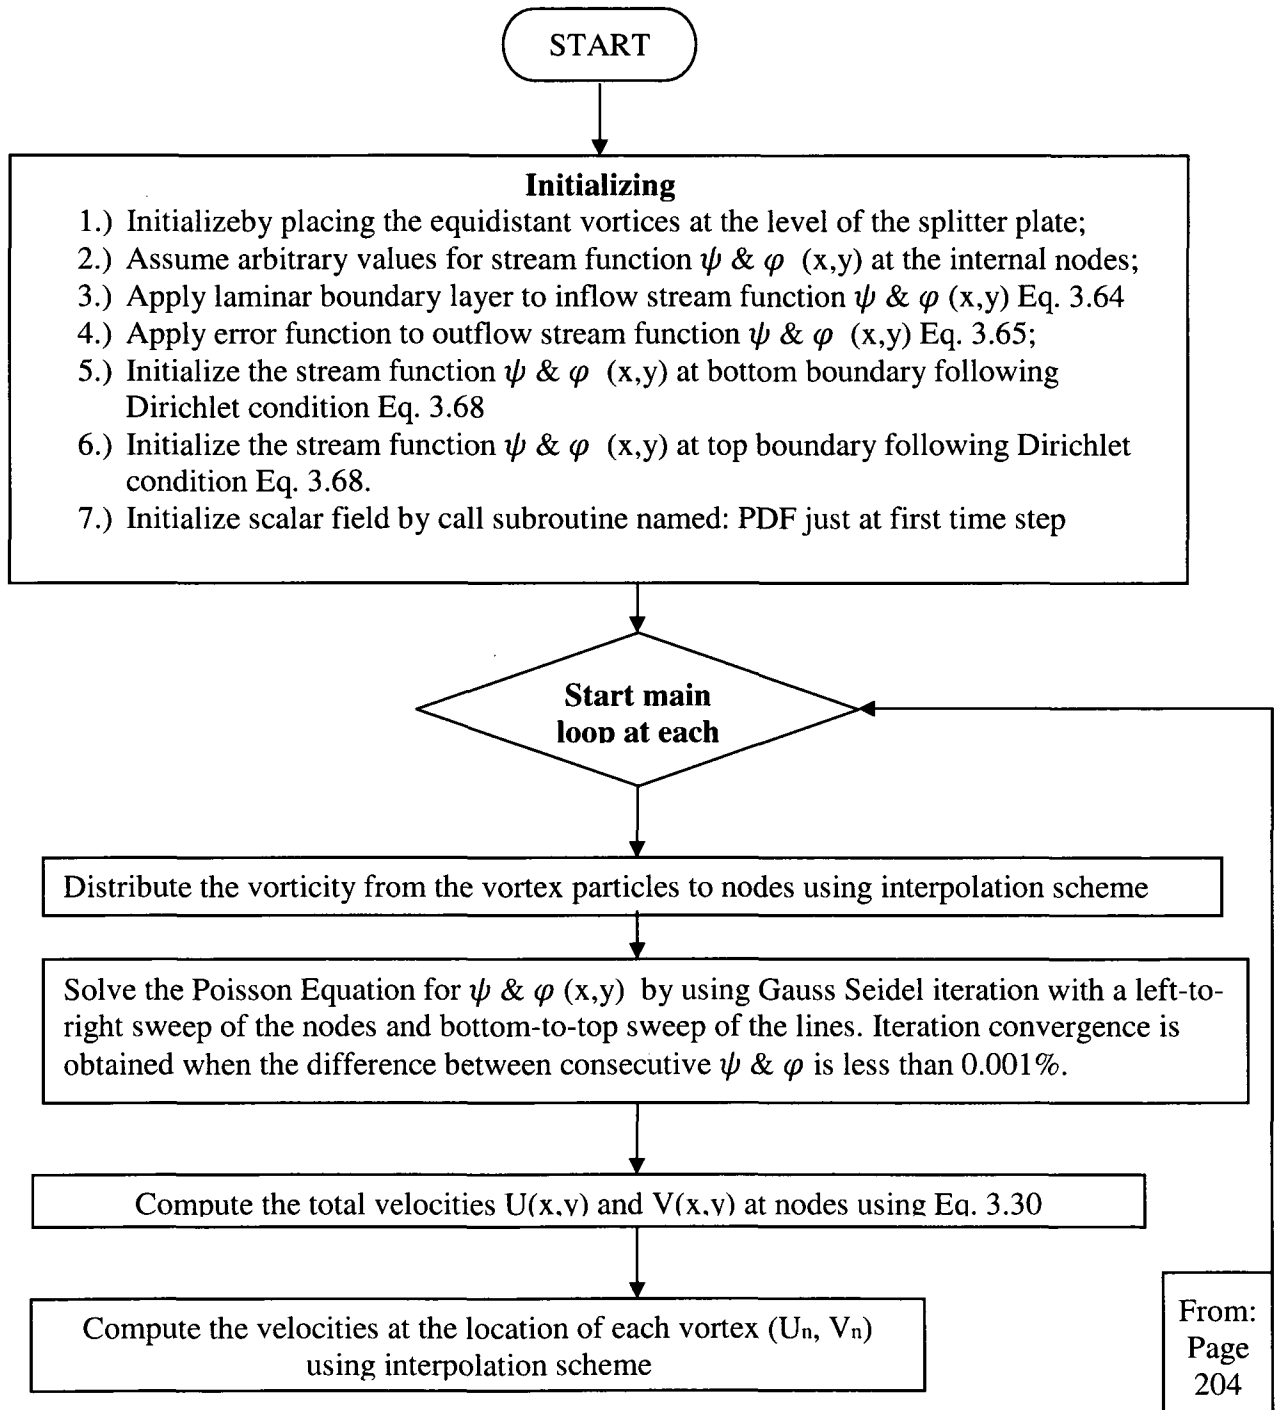 START
Initializing
1.) Initializeby placing the equidistant vortices at the level of the splitter plate;
2.) Assume arbitrary values for stream function ψ & φ (x,y) at the internal nodes;
3.) Apply laminar boundary layer to inflow stream function ψ & φ (x,y) Eq. 3.64
4.) Apply error function to outflow stream function ψ & φ (x,y) Eq. 3.65;
5.) Initialize the stream function ψ & φ (x,y) at bottom boundary following
Dirichlet condition Eq. 3.68
6.) Initialize the stream function ψ & φ (x,y) at top boundary following Dirichlet
condition Eq. 3.68.
7.) Initialize scalar field by call subroutine named: PDF just at first time step
Start main
loop at each
Distribute the vorticity from the vortex particles to nodes using interpolation scheme
Solve the Poisson Equation for ψ & φ (x,y) by using Gauss Seidel iteration with a left-to-
right sweep of the nodes and bottom-to-top sweep of the lines. Iteration convergence is
obtained when the difference between consecutive ψ & φ is less than 0.001%.
Compute the total velocities U(x,y) and V(x,y) at nodes using Eq. 3.30
Compute the velocities at the location of each vortex (Un, Vn)
using interpolation scheme
From:
Page
204